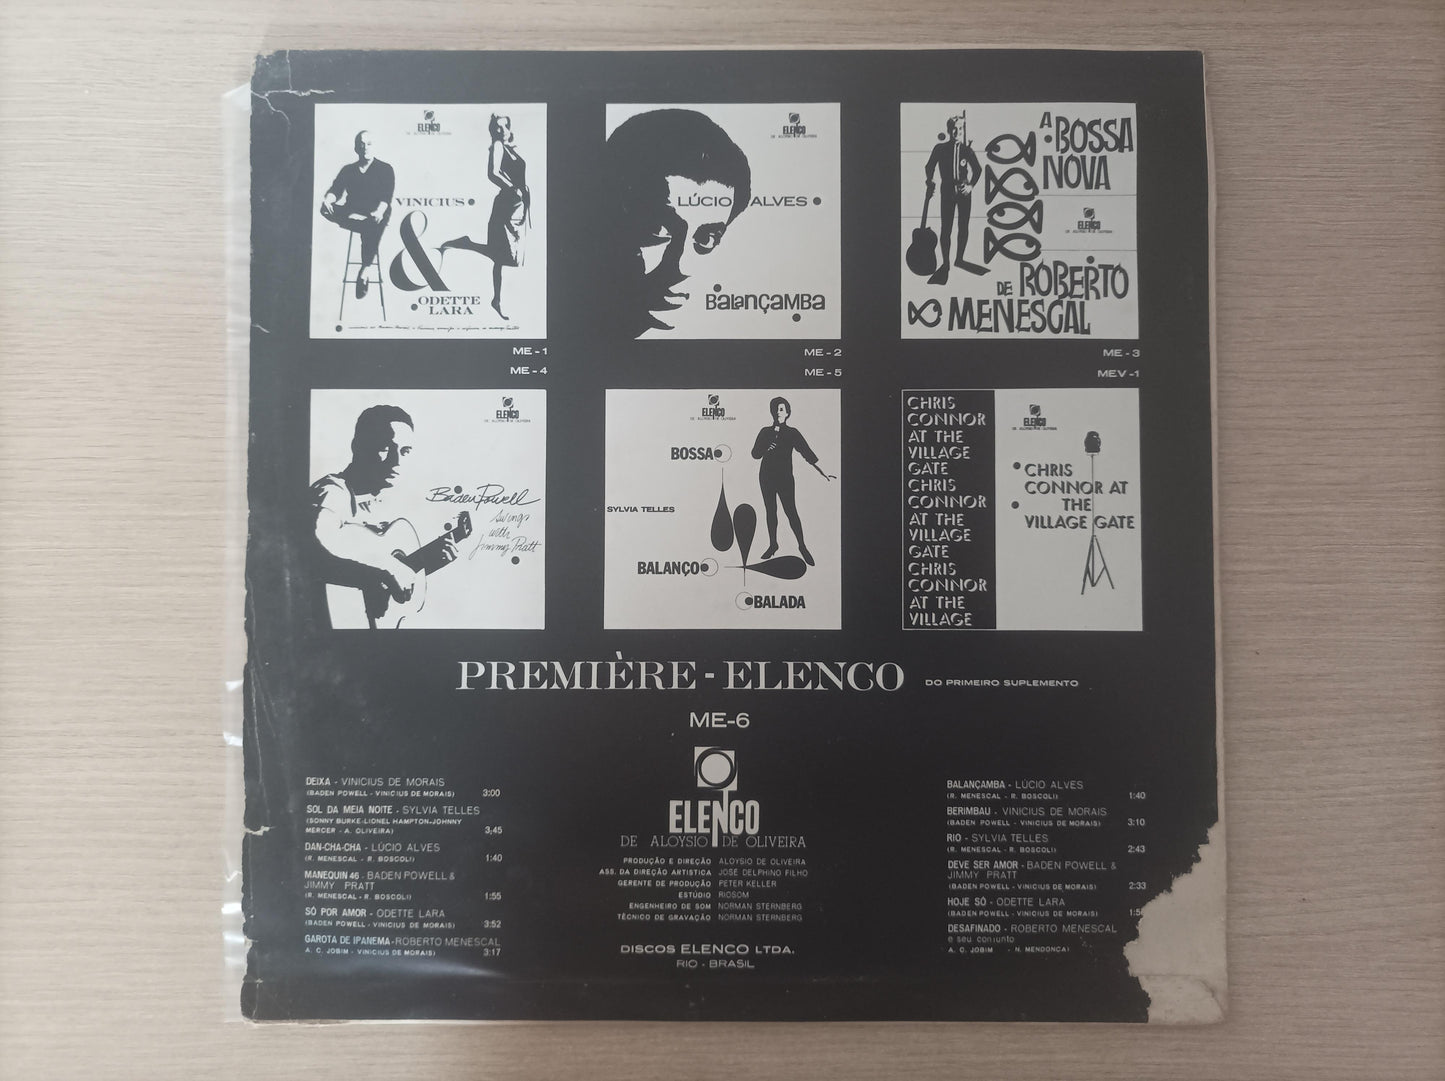 ELENCO
DE ALOYSIO DE OLIVEIRA
VINICIUS
&
ODETTE
LARA
ELENCO
DE ALOYSIO DE OLIVEIRA
LÚCIO ALVES
BALANÇAMBA
A BOSSA
NOVA
ELENCO
DE ALOYSIO DE OLIVEIRA
DE ROBERTO
MENESCAL
ME - 1
ME - 2
ME - 3
ME - 4
ME - 5
MEV - 1
ELENCO
DE ALOYSIO DE OLIVEIRA
Baden Powell
swings
with
Jimmy Pratt
ELENCO
DE ALOYSIO DE OLIVEIRA
BOSSA
SYLVIA TELLES
BALANÇO
BALADA
CHRIS
CONNOR
AT THE
VILLAGE
GATE
CHRIS
CONNOR
AT THE
VILLAGE
GATE
CHRIS
CONNOR
AT THE
VILLAGE
ELENCO
DE ALOYSIO DE OLIVEIRA
CHRIS
CONNOR AT
THE
VILLAGE GATE
PREMIÈRE - ELENCO DO PRIMEIRO SUPLEMENTO
ME-6
DEIXA - VINICIUS DE MORAIS
(BADEN POWELL - VINICIUS DE MORAIS) 3:00
SOL DA MEIA NOITE - SYLVIA TELLES
(SONNY BURKE-LIONEL HAMPTON-JOHNNY
MERCER - A. OLIVEIRA) 3,45
DAN-CHA-CHA - LÚCIO ALVES
(R. MENESCAL - R. BOSCOLI) 1:40
MANEQUIN 46 - BADEN POWELL &
JIMMY PRATT
(R. MENESCAL - R. BOSCOLI) 1:55
SÓ POR AMOR - ODETTE LARA
(BADEN POWELL - VINICIUS DE MORAIS) 3:52
GAROTA DE IPANEMA - ROBERTO MENESCAL
(A. C. JOBIM - VINICIUS DE MORAIS) 3:17
ELENCO
DE ALOYSIO DE OLIVEIRA
PRODUÇÃO E DIREÇÃO ALOYSIO DE OLIVEIRA
ASS. DA DIREÇÃO ARTISTICA JOSÉ DELPHINO FILHO
GERENTE DE PRODUÇÃO PETER KELLER
ESTÚDIO RIOSOM
ENGENHEIRO DE SOM NORMAN STERNBERG
TÉCNICO DE GRAVAÇÃO NORMAN STERNBERG
DISCOS ELENCO LTDA.
RIO - BRASIL
BALANÇAMBA - LÚCIO ALVES
(R. MENESCAL - R. BOSCOLI) 1:40
BERIMBAU - VINICIUS DE MORAIS
(BADEN POWELL - VINICIUS DE MORAIS) 3:10
RIO - SYLVIA TELLES
(R. MENESCAL - R. BOSCOLI) 2:43
DEVE SER AMOR - BADEN POWELL &
JIMMY PRATT
(BADEN POWELL - VINICIUS DE MORAIS) 2:33
HOJE SÓ - ODETTE LARA
(BADEN POWELL - VINICIUS DE MORAIS)
DESAFINADO - ROBERTO MENESCAL
e seu conjunto
A. C. JOBIM - N. MENDONÇA)